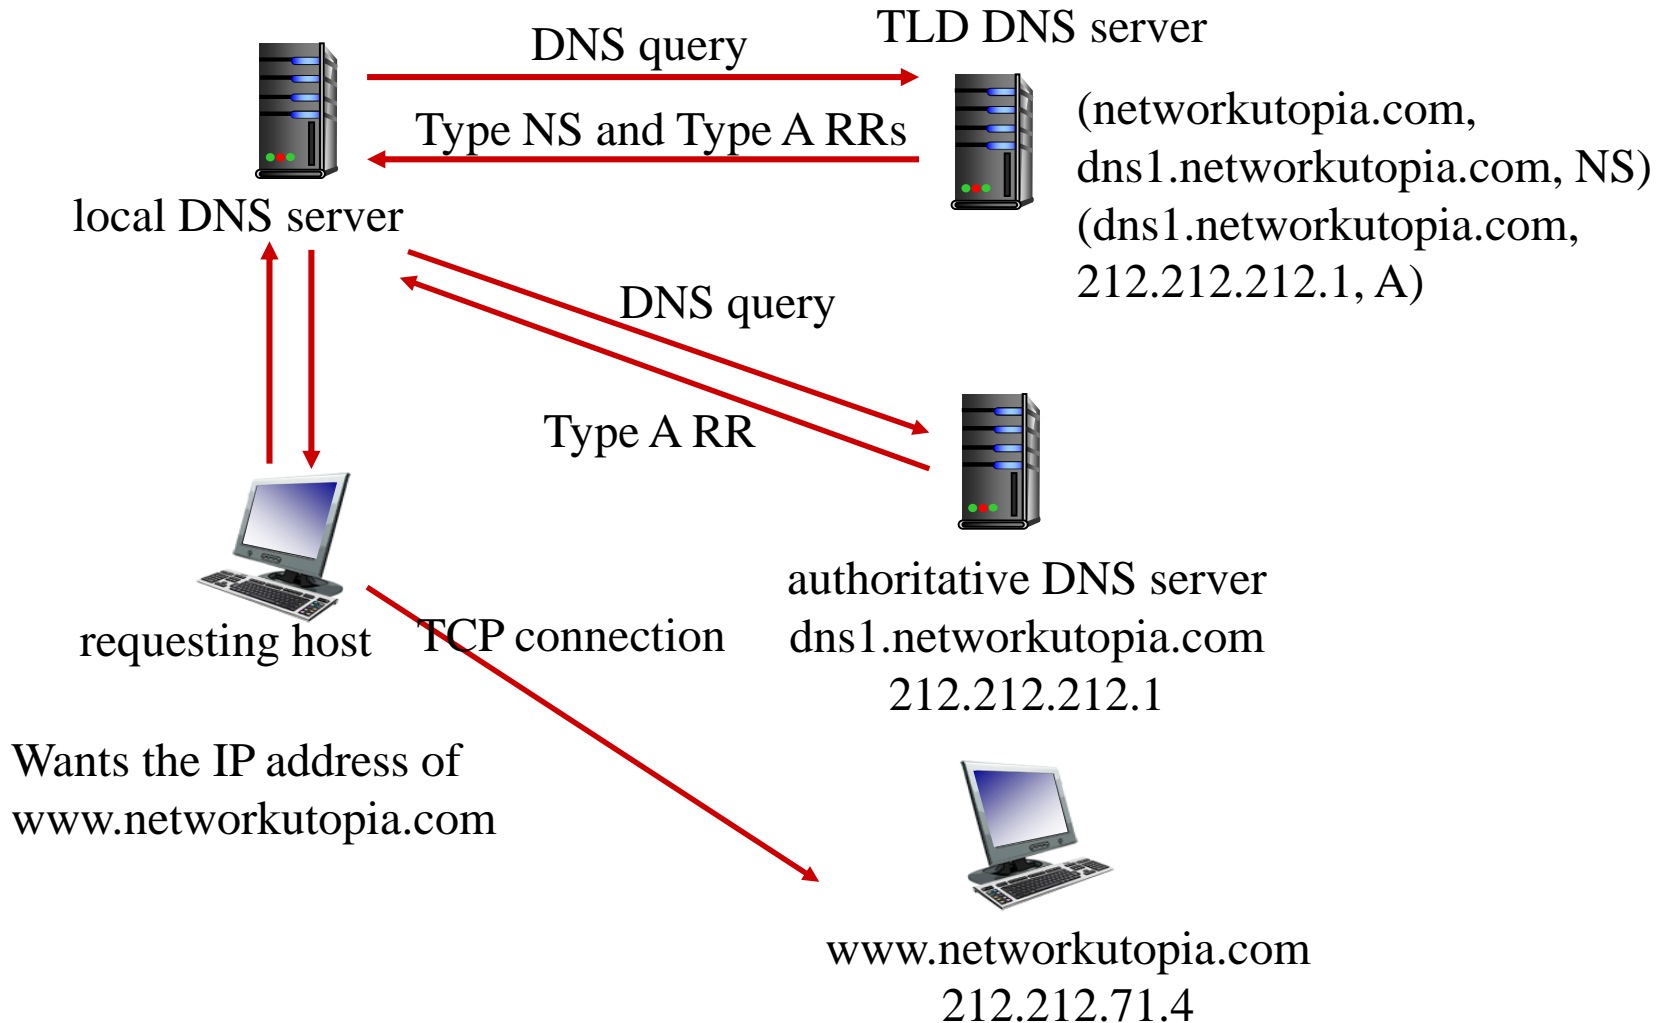 DNS query
TLD DNS server
Type NS and Type A RRs
(networkutopia.com,
dns1.networkutopia.com, NS)
(dns1.networkutopia.com,
212.212.212.1, A)
local DNS server
DNS query
Type A RR
authoritative DNS server
dns1.networkutopia.com
212.212.212.1
requesting host
TCP connection
Wants the IP address of
www.networkutopia.com
www.networkutopia.com
212.212.71.4